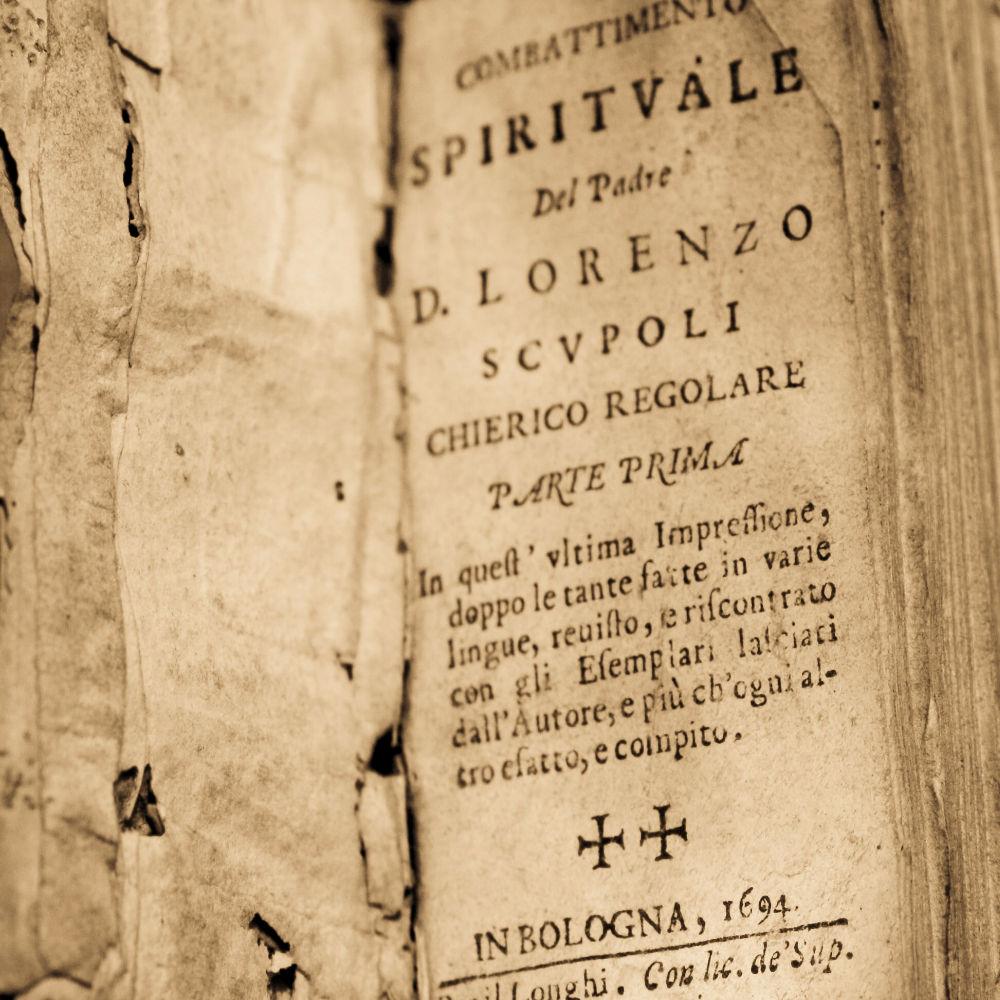 COMBATTIMENTO
SPIRITVALE
Del Padre
D. LORENZO
SCVPOLI
CHIERICO REGOLARE
PARTE PRIMA
In queſt' vltima Impreſſione,
doppo le tante fatte in varie
lingue, reuiſto, e riſcontrato
con gli Eſemplari laſciati
dall'Autore, e più ch'ogni al-
tro eſatto, e compito.
IN BOLOGNA, 1694.
Longhi. Con lic. de' Sup.